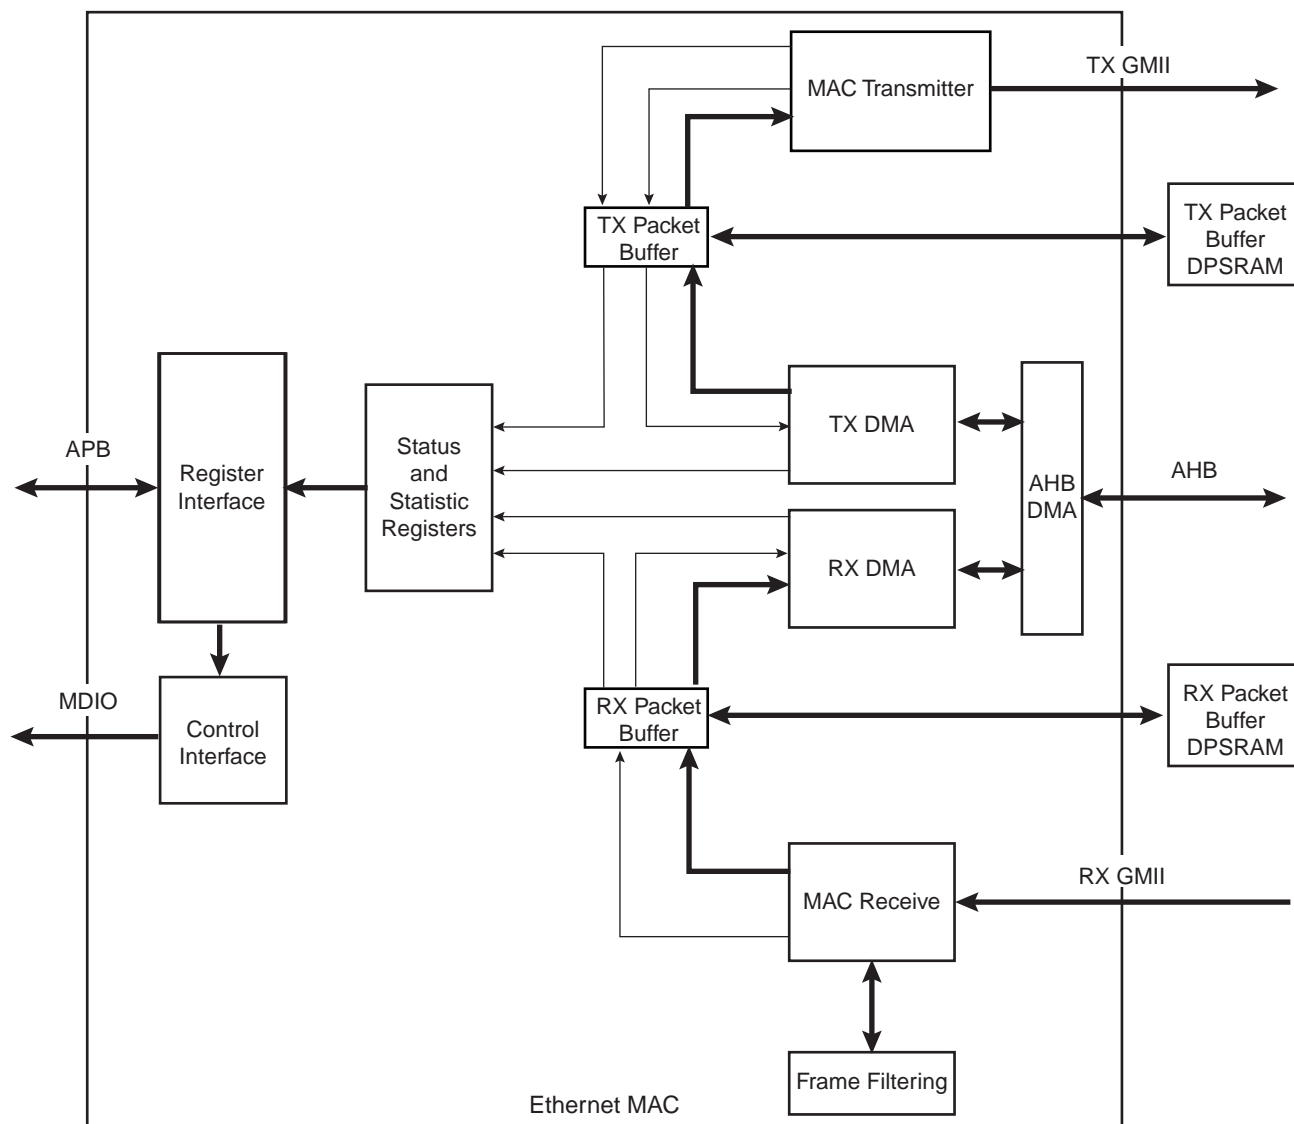 TX GMII
MAC Transmitter
TX Packet
Buffer
TX Packet
Buffer
DPSRAM
APB
Register
Interface
Status
and
Statistic
Registers
TX DMA
AHB
DMA
AHB
RX DMA
MDIO
Control
Interface
RX Packet
Buffer
RX Packet
Buffer
DPSRAM
MAC Receive
RX GMII
Frame Filtering
Ethernet MAC